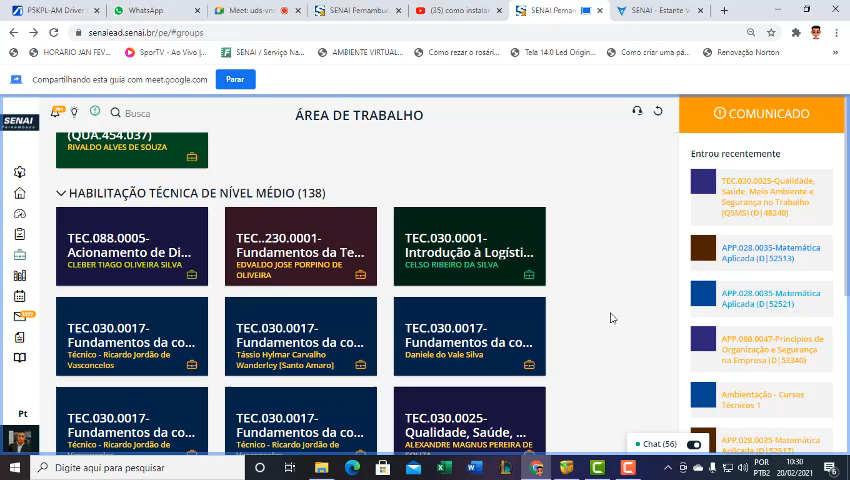 P5KPL-AM Driver
WhatsApp
Meet: uds-vn
SENAI Pernambuc
(35) como instalar
SENAI Pernam
SENAI - Estante V
senaiead.senai.br/pe/#groups
HORARIO JAN FEV...
SporTV - Ao Vivo |...
SENAI / Serviço Na...
AMBIENTE VIRTUAL...
Como rezar o rosári...
Tela 14.0 Led Origin...
Como criar uma pá...
Renovação Norton
Compartilhando esta guia com meet.google.com
Parar
SENAI
Pernambuco
Busca
ÁREA DE TRABALHO
COMUNICADO
(QUA.454.037)
RIVALDO ALVES DE SOUZA
HABILITAÇÃO TÉCNICA DE NÍVEL MÉDIO (138)
TEC.088.0005-
Acionamento de Di...
CLEBER TIAGO OLIVEIRA SILVA
TEC..230.0001-
Fundamentos da Te...
EDVALDO JOSE PORPINO DE
OLIVEIRA
TEC.030.0001-
Introdução à Logísti...
CELSO RIBEIRO DA SILVA
TEC.030.0017-
Fundamentos da co...
Técnico - Ricardo Jordão de
Vasconcelos
TEC.030.0017-
Fundamentos da co...
Tássio Hylmar Carvalho
Wanderley [Santo Amaro]
TEC.030.0017-
Fundamentos da co...
Daniele do Vale Silva
TEC.030.0017-
Fundamentos da co...
Técnico - Ricardo Jordão de
TEC.030.0017-
Fundamentos da co...
Técnico - Ricardo Jordão de
TEC.030.0025-
Qualidade, Saúde, ...
ALEXANDRE MAGNUS PEREIRA DE
SOUZA
Entrou recentemente
TEC.030.0025-Qualidade,
Saúde, Meio Ambiente e
Segurança no Trabalho
(QSMS) (D|48240)
APP.028.0035-Matemática
Aplicada (D|52513)
APP.028.0035-Matemática
Aplicada (D|52521)
APP.080.0047-Princípios de
Organização e Segurança
na Empresa (D|53340)
Ambientação - Cursos
Técnicos 1
APP.028.0035-Matemática
Aplicada (D|52517)
Pt
Chat (56)
Digite aqui para pesquisar
POR
PTB2
10:30
20/02/2021